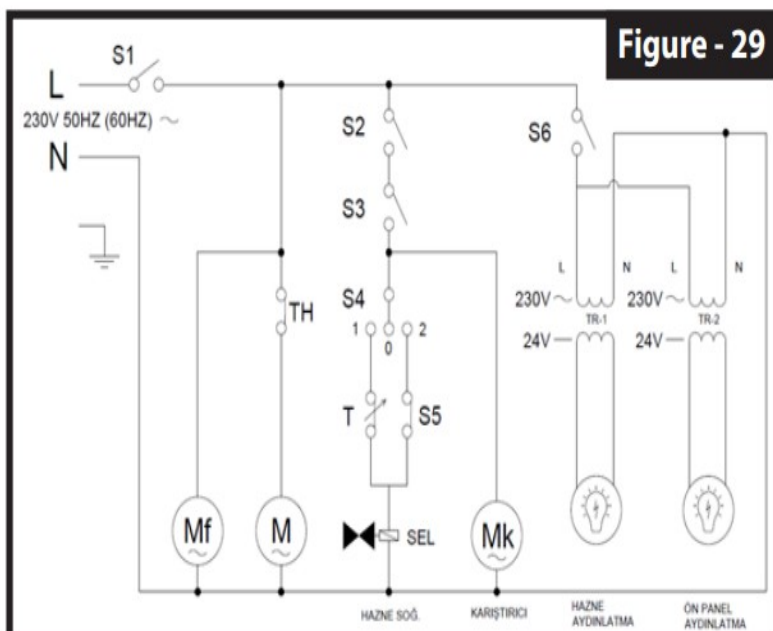 Figure - 29
S1
L
230V 50HZ (60HZ) ~
N
S2
S6
S3
L N L N
TH
S4
230V ~ 230V ~
1 0 2
TR-1 TR-2
24V 24V
T S5
Mf M SEL Mk
HAZNE SOĞ. KARIŞTIRICI HAZNE ÖN PANEL
AYDINLATMA AYDINLATMA